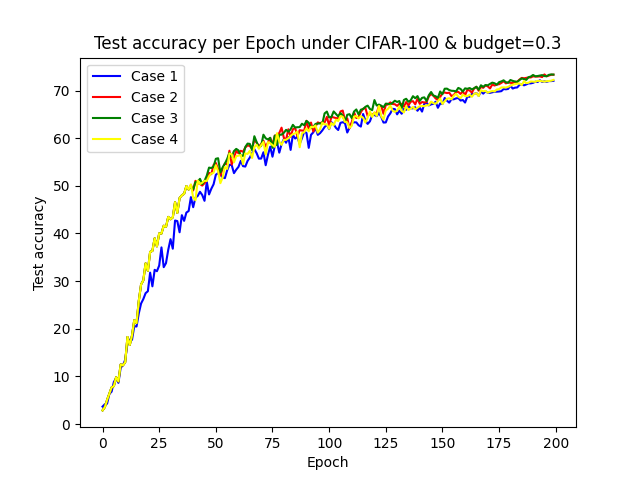 Test accuracy per Epoch under CIFAR-100 & budget=0.3
Case 1
Case 2
Case 3
Case 4
Test accuracy
70
60
50
40
30
20
10
0
0 25 50 75 100 125 150 175 200
Epoch